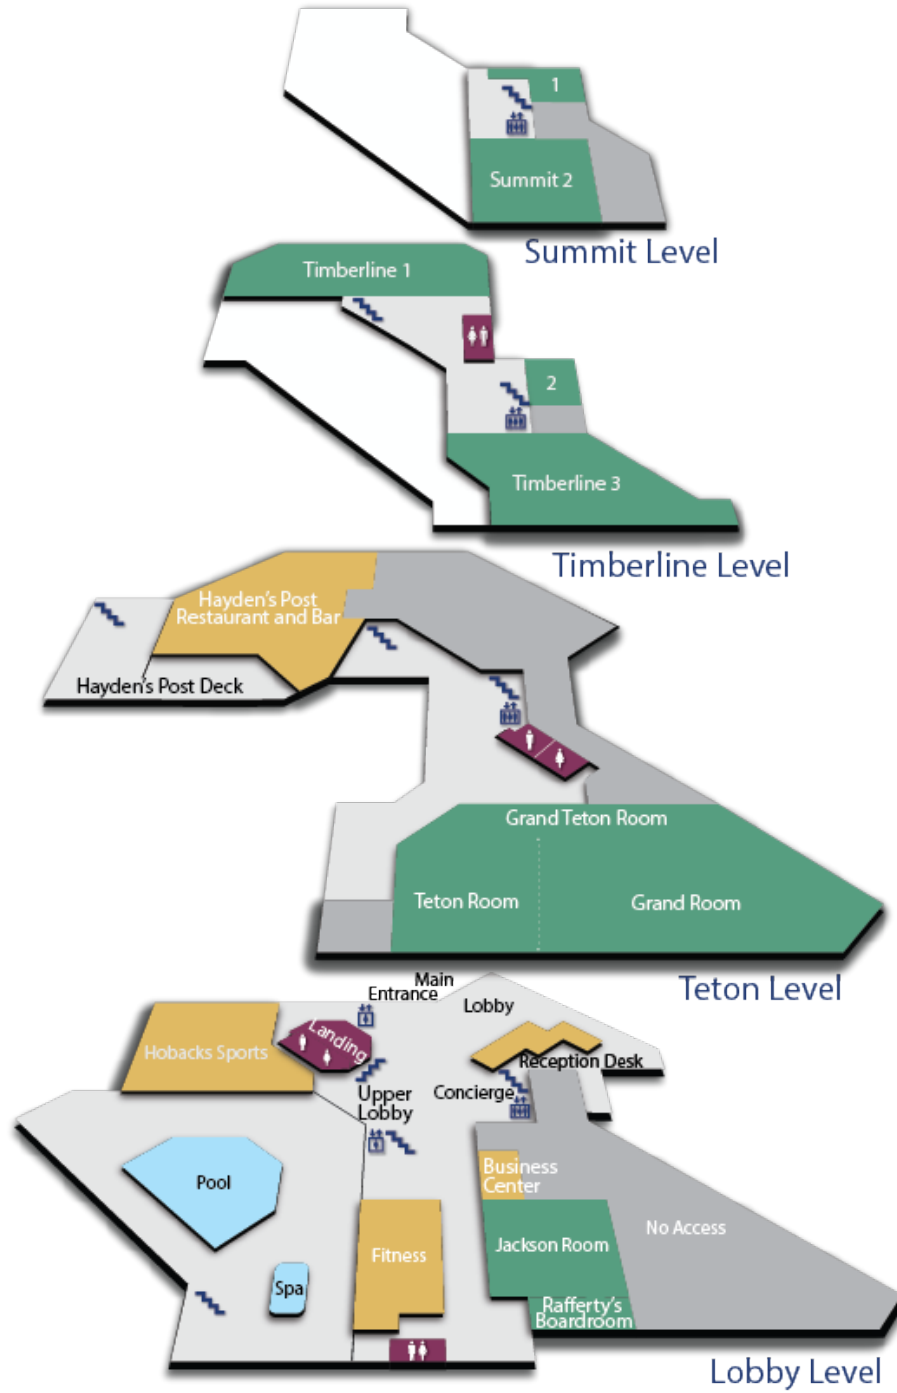 1
Summit 2
Summit Level
Timberline 1
2
Timberline 3
Timberline Level
Hayden's Post
Restaurant and Bar
Hayden's Post Deck
Grand Teton Room
Teton Room
Grand Room
Teton Level
Main
Entrance
Lobby
Landing
Hobacks Sports
Reception Desk
Upper
Lobby
Concierge
Business
Center
Pool
No Access
Jackson Room
Fitness
Spa
Rafferty's
Boardroom
Lobby Level